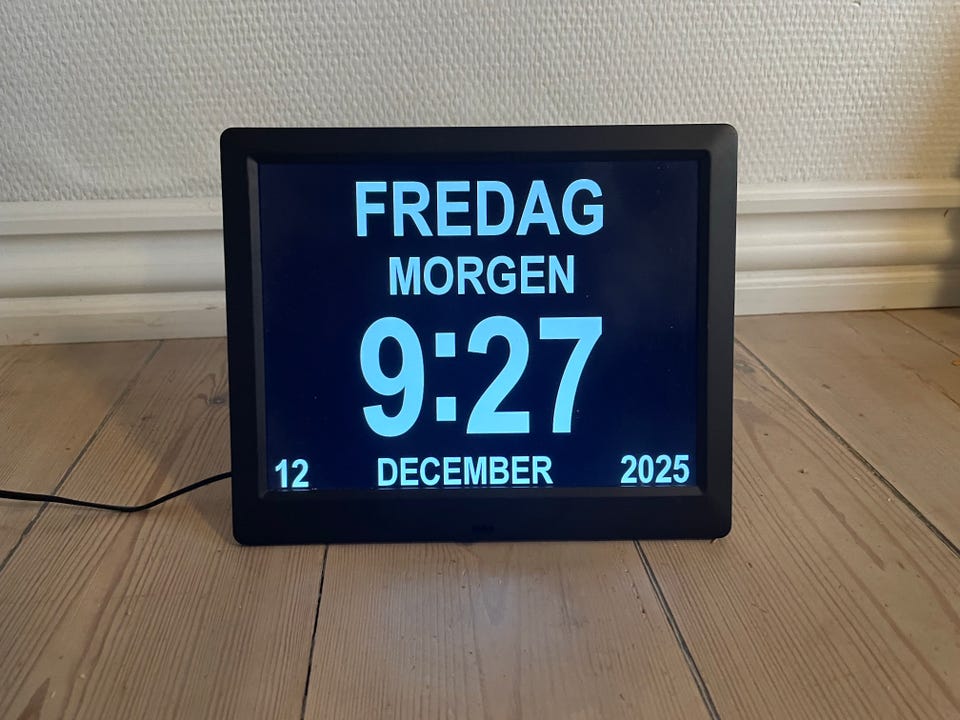 FREDAG
MORGEN
9:27
12 DECEMBER 2025